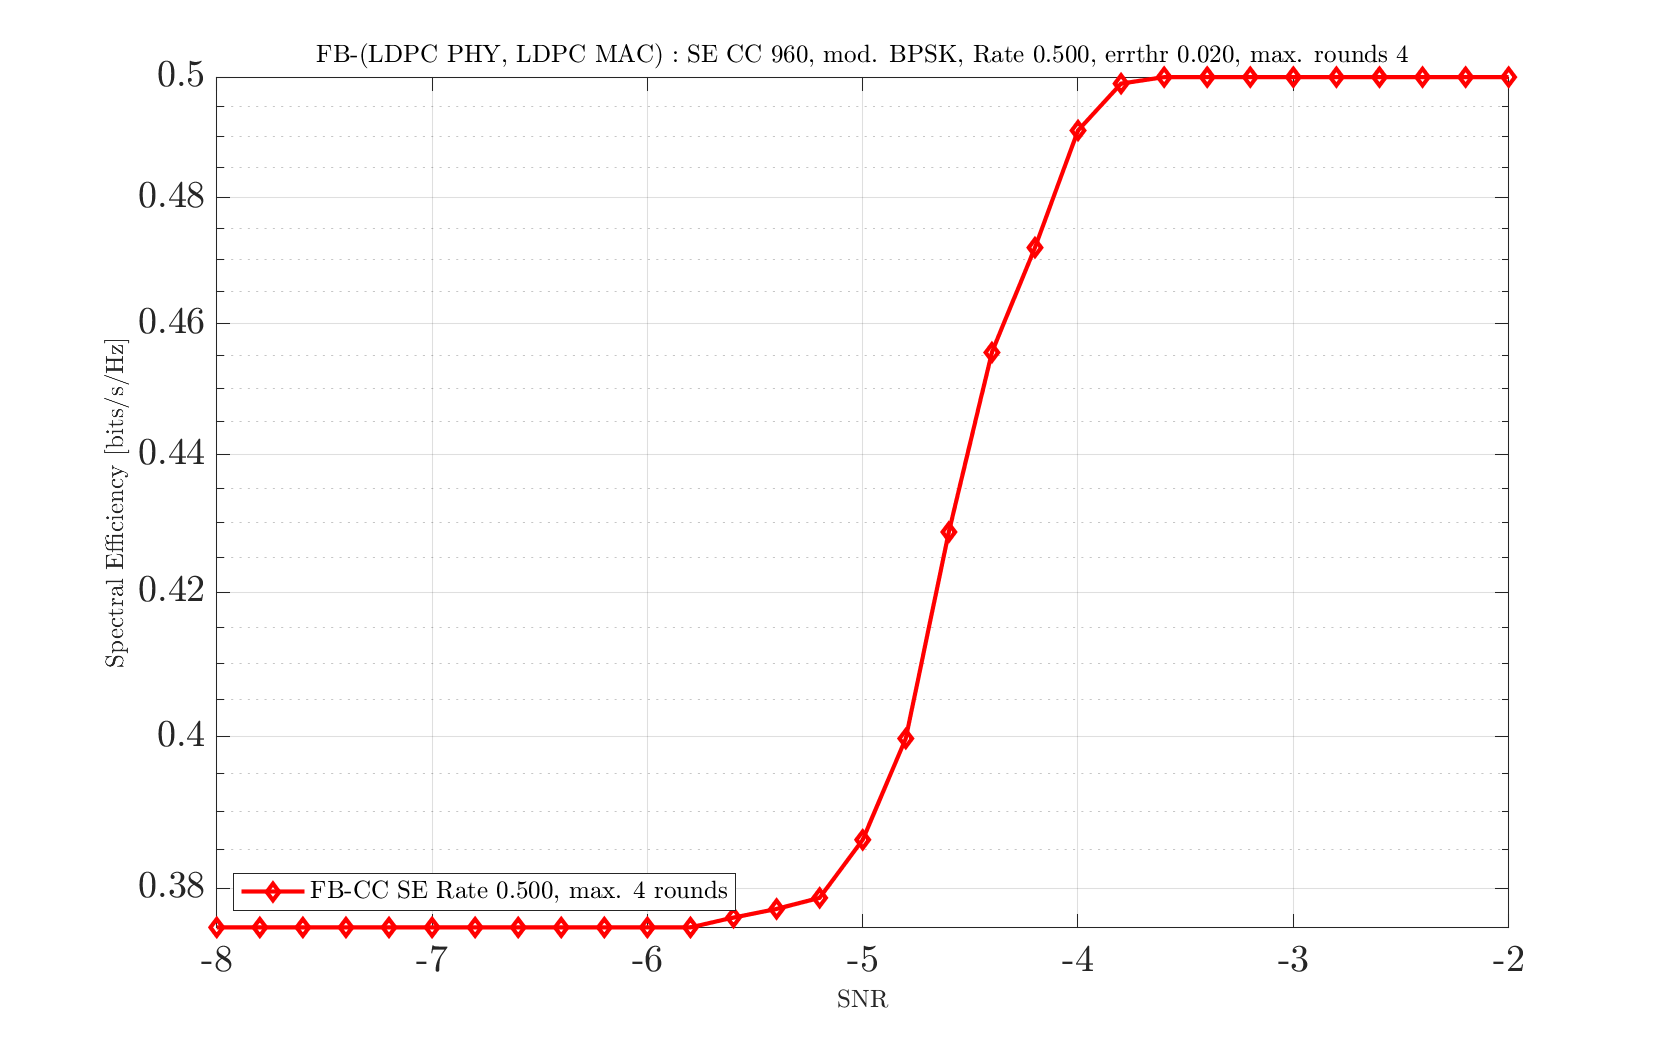 FB-(LDPC PHY, LDPC MAC) : SE CC 960, mod. BPSK, Rate 0.500, errthr 0.020, max. rounds 4
0.5
0.48
0.46
0.44
0.42
0.4
0.38
Spectral Efficiency [bits/s/Hz]
FB-CC SE Rate 0.500, max. 4 rounds
-8 -7 -6 -5 -4 -3 -2
SNR